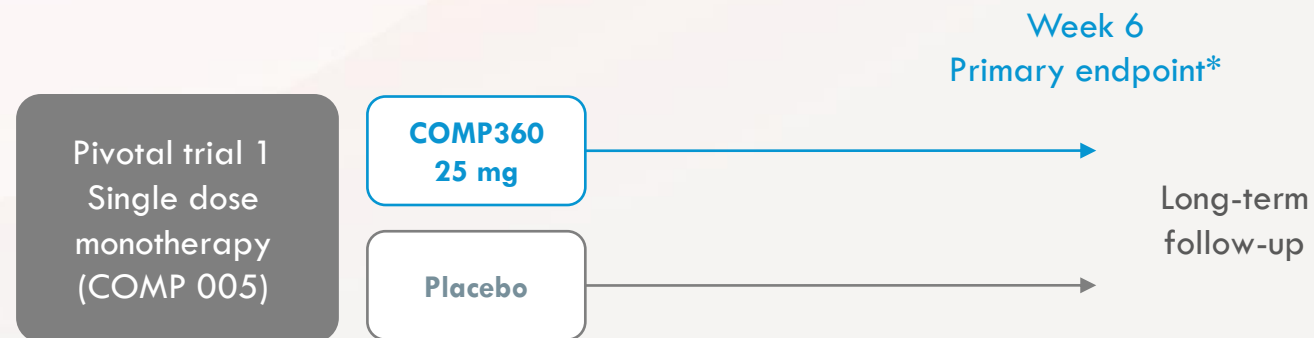 Week 6
Primary endpoint*
Pivotal trial 1
Single dose
monotherapy
(COMP 005)
COMP360
25 mg
Placebo
Long-term
follow-up